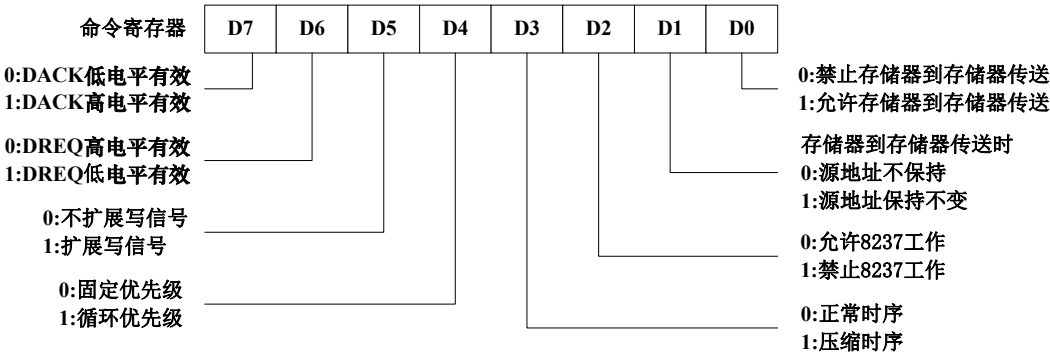 命令寄存器 D7 D6 D5 D4 D3 D2 D1 D0
0:DACK低电平有效
1:DACK高电平有效
0:DREQ高电平有效
1:DREQ低电平有效
0:不扩展写信号
1:扩展写信号
0:固定优先级
1:循环优先级
0:禁止存储器到存储器传送
1:允许存储器到存储器传送
存储器到存储器传送时
0:源地址不保持
1:源地址保持不变
0:允许8237工作
1:禁止8237工作
0:正常时序
1:压缩时序